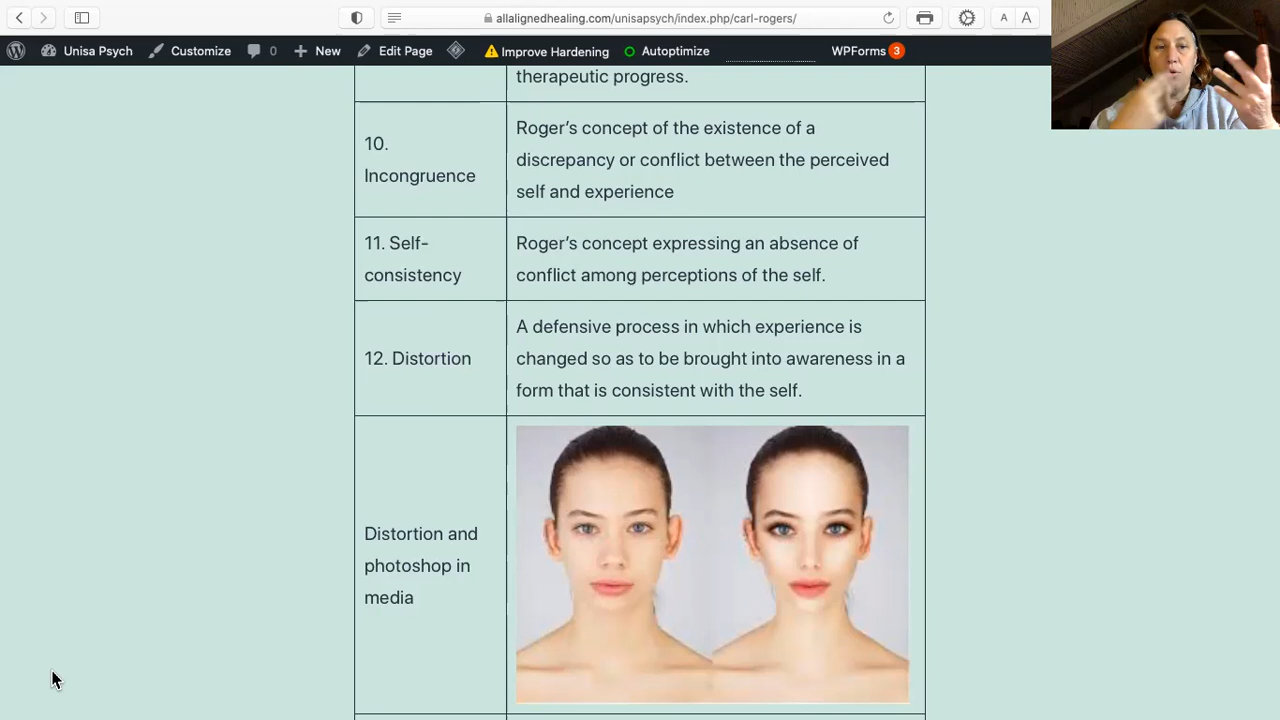 allalignedhealing.com/unisapsych/index.php/carl-rogers/
A A
Unisa Psych Customize 0 New Edit Page Improve Hardening Autoptimize WPForms 3
therapeutic progress.
10.
Incongruence
Roger’s concept of the existence of a
discrepancy or conflict between the perceived
self and experience
11. Self-
consistency
Roger’s concept expressing an absence of
conflict among perceptions of the self.
12. Distortion
A defensive process in which experience is
changed so as to be brought into awareness in a
form that is consistent with the self.
Distortion and
photoshop in
media